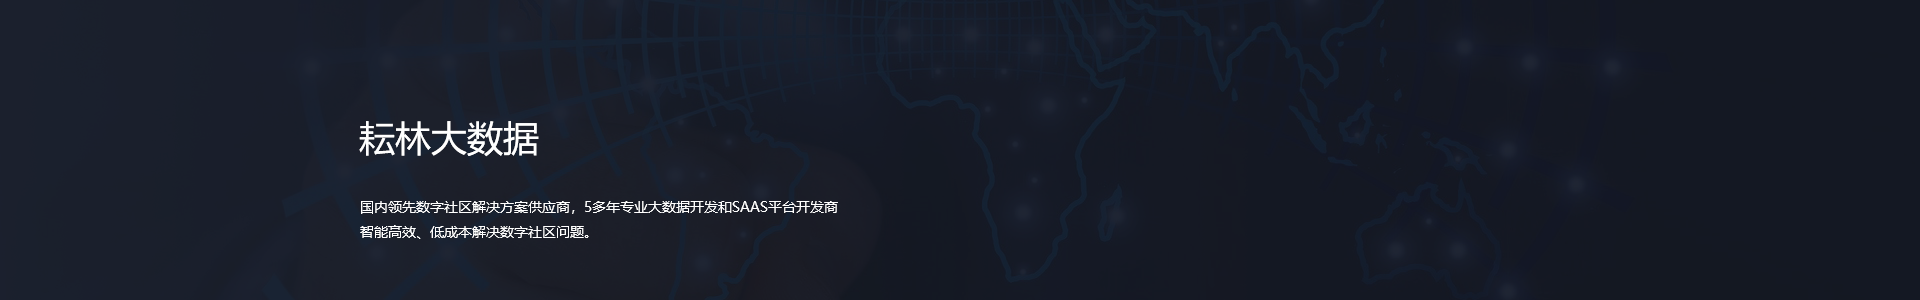 耘林大数据
国内领先数字社区解决方案供应商，5多年专业大数据开发和SAAS平台开发商
智能高效、低成本解决数字社区问题。